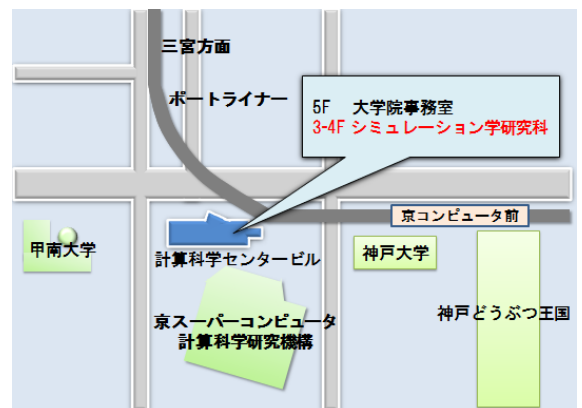 三宮方面
ポートライナー
5F 大学院事務室
3-4F シミュレーション学研究科
京コンピュータ前
甲南大学
計算科学センタービル
神戸大学
京スーパーコンピュータ
計算科学研究機構
神戸どうぶつ王国